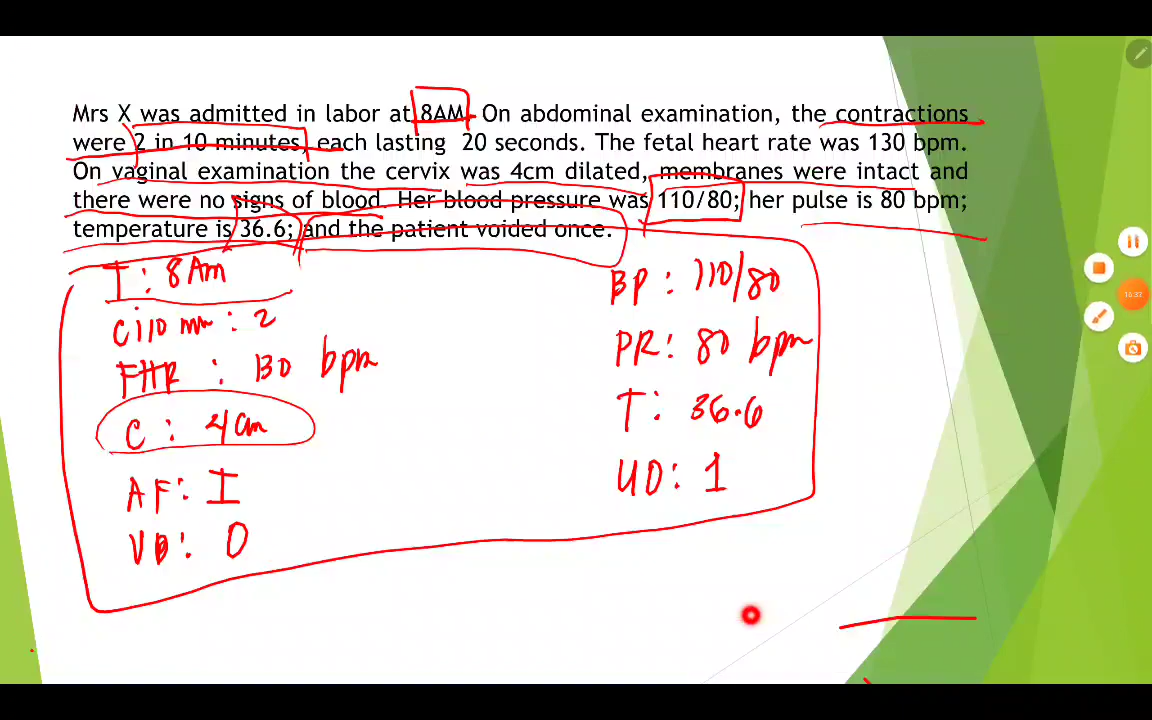 Mrs X was admitted in labor at 8AM. On abdominal examination, the contractions
were 2 in 10 minutes, each lasting 20 seconds. The fetal heart rate was 130 bpm.
On vaginal examination the cervix was 4cm dilated, membranes were intact and
there were no signs of blood. Her blood pressure was 110/80; her pulse is 80 bpm;
temperature is 36.6; and the patient voided once.
T: 8Am
BP: 110/80
Ci10 mn: 2
PR: 80 bpm
FHR: 130 bpm
T: 36.6
C: 4cm
UO: 1
AF: I
VB: 0
16:33